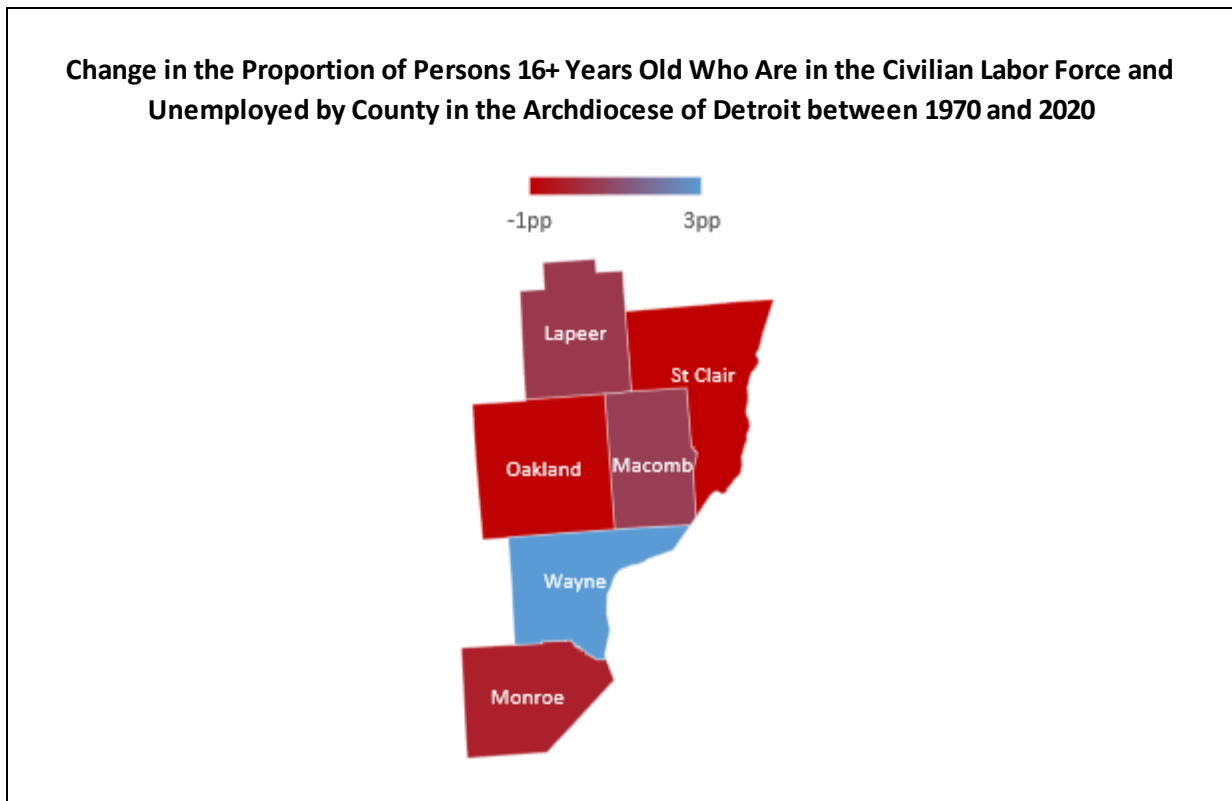 Change in the Proportion of Persons 16+ Years Old Who Are in the Civilian Labor Force and
Unemployed by County in the Archdiocese of Detroit between 1970 and 2020
-1pp 3pp
Lapeer
St Clair
Oakland
Macomb
Wayne
Monroe